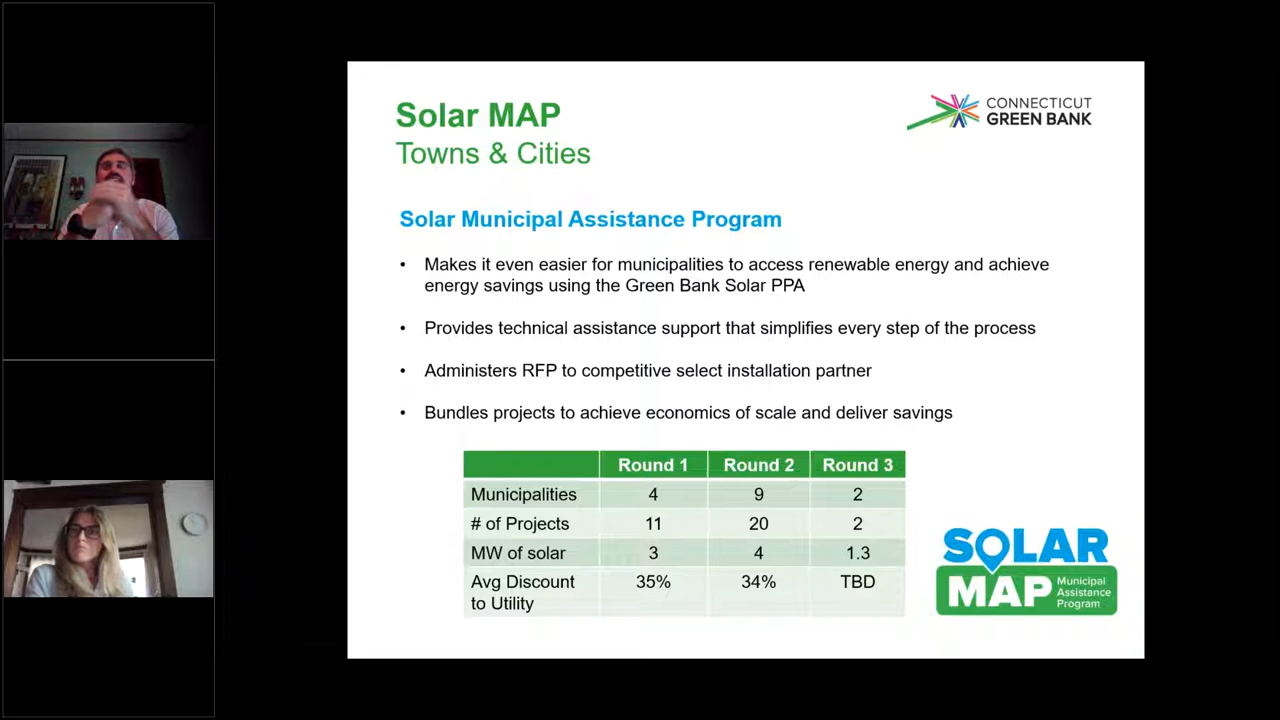 Solar MAP
Towns & Cities
CONNECTICUT
GREEN BANK
Solar Municipal Assistance Program
• Makes it even easier for municipalities to access renewable energy and achieve
energy savings using the Green Bank Solar PPA
• Provides technical assistance support that simplifies every step of the process
• Administers RFP to competitive select installation partner
• Bundles projects to achieve economics of scale and deliver savings
Round 1 Round 2 Round 3
Municipalities 4 9 2
# of Projects 11 20 2
MW of solar 3 4 1.3
Avg Discount
to Utility 35% 34% TBD
SOLAR
MAP
Municipal
Assistance
Program